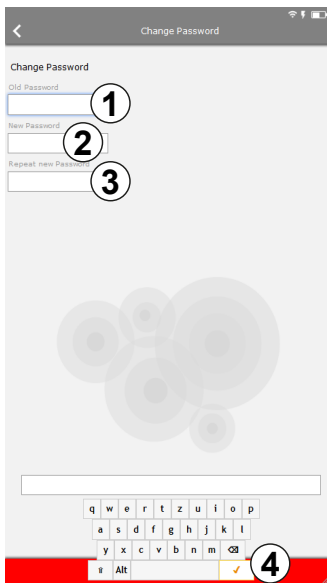 Change Password
Change Password
Old Password
1
New Password
2
Repeat new Password
3
q w e r t z u i o p
a s d f g h j k l
y x c v b n m ⌫
⇧ Alt ✓ 4